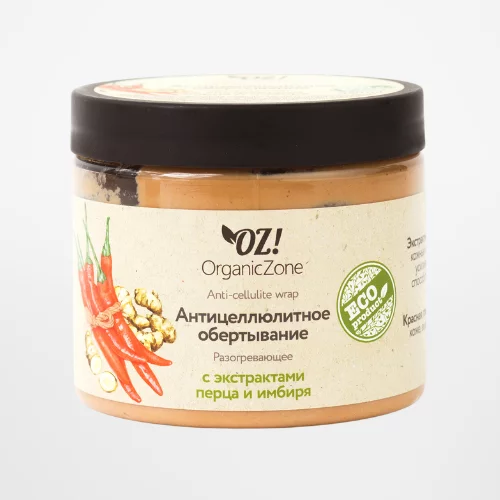 OZ!
OrganicZone
Anti-cellulite wrap
Антицеллюлитное
обертывание
Разогревающее
с экстрактами
перца и имбиря
ECO
product